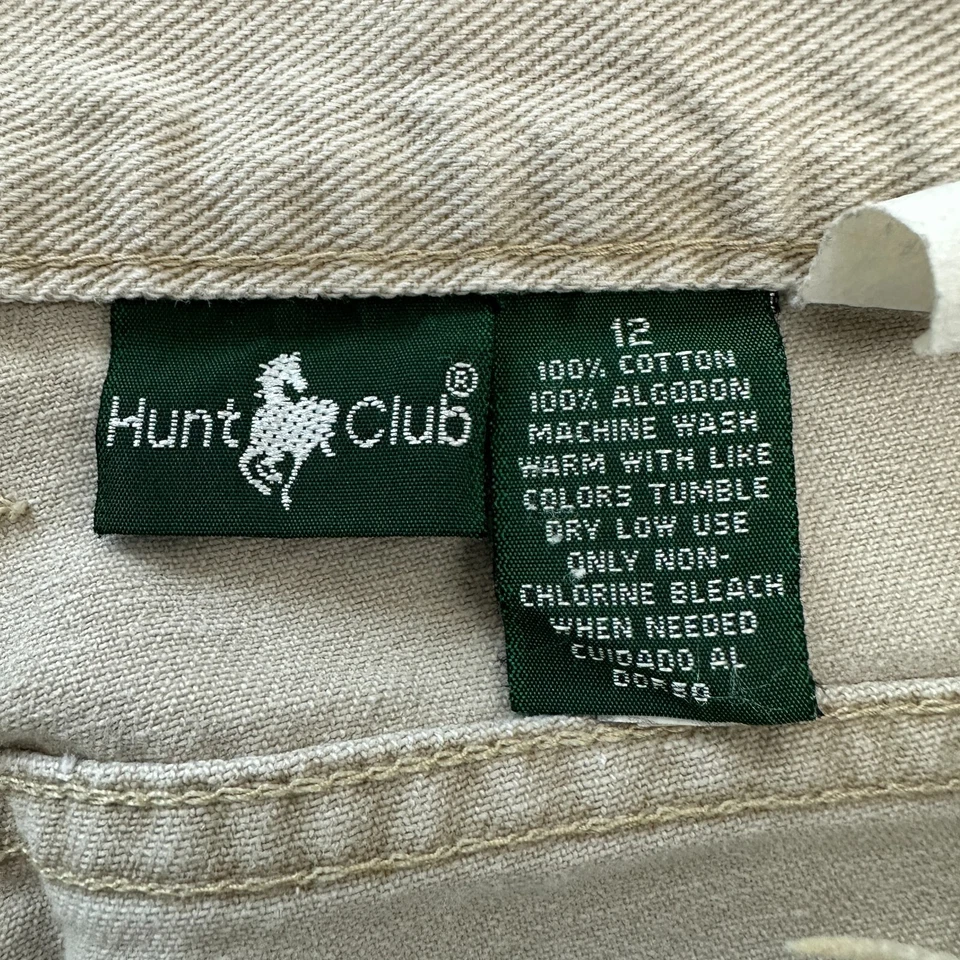 Hunt Club®
12
100% COTTON
100% ALGODON
MACHINE WASH
WARM WITH LIKE
COLORS TUMBLE
DRY LOW USE
ONLY NON-
CHLORINE BLEACH
WHEN NEEDED
CUIDADO AL
DORSO